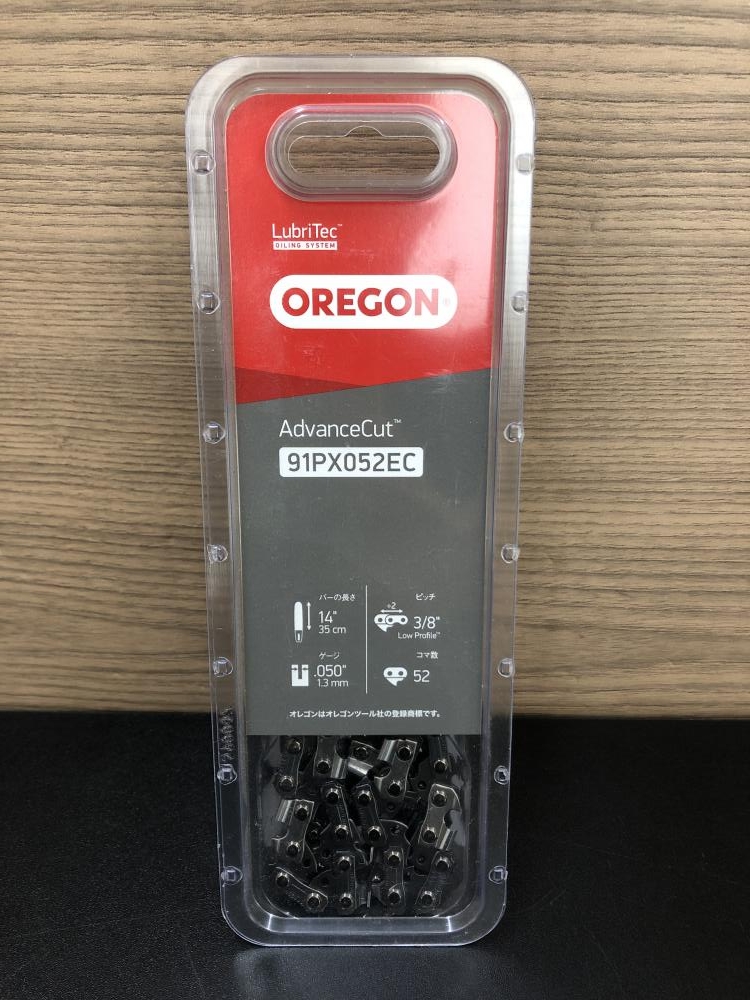 LubriTec™
OILING SYSTEM
OREGON®
AdvanceCut™
91PX052EC
バーの長さ
14"
35 cm
ピッチ
÷2
3/8"
Low Profile™
ゲージ
.050"
1.3 mm
コマ数
52
オレゴンはオレゴンツール社の登録商標です。